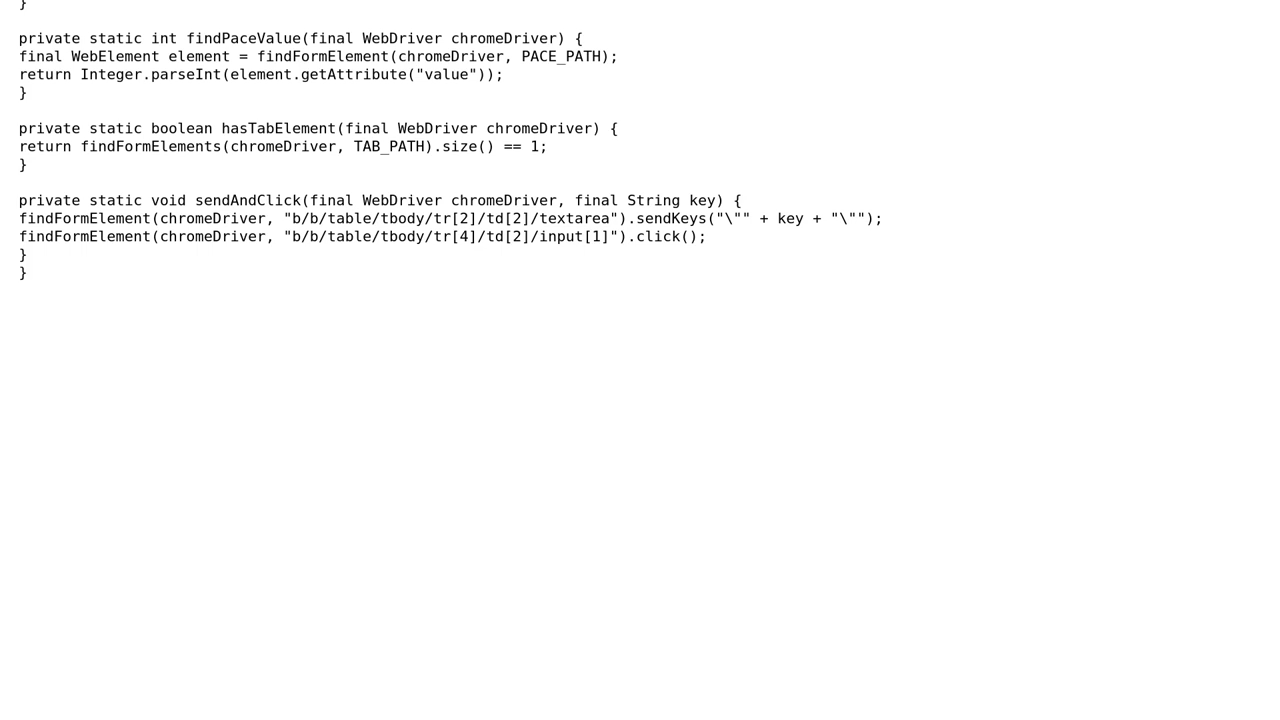 }

private static int findPaceValue(final WebDriver chromeDriver) {
final WebElement element = findFormElement(chromeDriver, PACE_PATH);
return Integer.parseInt(element.getAttribute("value"));
}

private static boolean hasTabElement(final WebDriver chromeDriver) {
return findFormElements(chromeDriver, TAB_PATH).size() == 1;
}

private static void sendAndClick(final WebDriver chromeDriver, final String key) {
findFormElement(chromeDriver, "b/b/table/tbody/tr[2]/td[2]/textarea").sendKeys("\"" + key + "\"");
findFormElement(chromeDriver, "b/b/table/tbody/tr[4]/td[2]/input[1]").click();
}
}